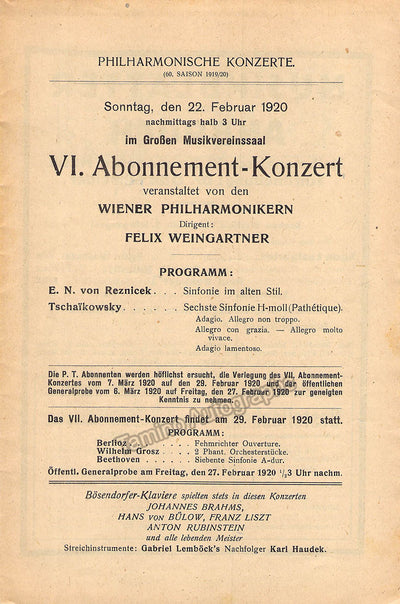 PHILHARMONISCHE KONZERTE.
(60. SAISON 1919/20)
Sonntag, den 22. Februar 1920
nachmittags halb 3 Uhr
im Großen Musikvereinssaal
VI. Abonnement-Konzert
veranstaltet von den
WIENER PHILHARMONIKERN
Dirigent:
FELIX WEINGARTNER
PROGRAMM:
E. N. von Reznicek. . . . Sinfonie im alten Stil.
Tschaïkowsky . . . . . . Sechste Sinfonie H-moll (Pathétique).
Adagio. Allegro non troppo.
Allegro con grazia. — Allegro molto
vivace.
Adagio lamentoso.
Die P. T. Abonnenten werden höflichst ersucht, die Verlegung des VII. Abonnement-
Konzertes vom 7. März 1920 auf den 29. Februar 1920 und der öffentlichen
Generalprobe vom 6. März 1920 auf Freitag, den 27. Februar 1920 zur geneigten
Kenntnis zu nehmen.
Das VII. Abonnement-Konzert findet am 29. Februar 1920 statt.
PROGRAMM:
Berlioz . . . . . . . Fehmrichter Ouverture.
Wilhelm Grosz . . . . 2 Phant. Orchesterstücke.
Beethoven . . . . . . Siebente Sinfonie A-dur.
Öffentl. Generalprobe am Freitag, den 27. Februar 1920 1/23 Uhr nachm.
Bösendorfer-Klaviere spielten stets in diesen Konzerten
JOHANNES BRAHMS,
HANS von BÜLOW, FRANZ LISZT
ANTON RUBINSTEIN
und alle lebenden Meister
Streichinstrumente: Gabriel Lemböck's Nachfolger Karl Haudek.